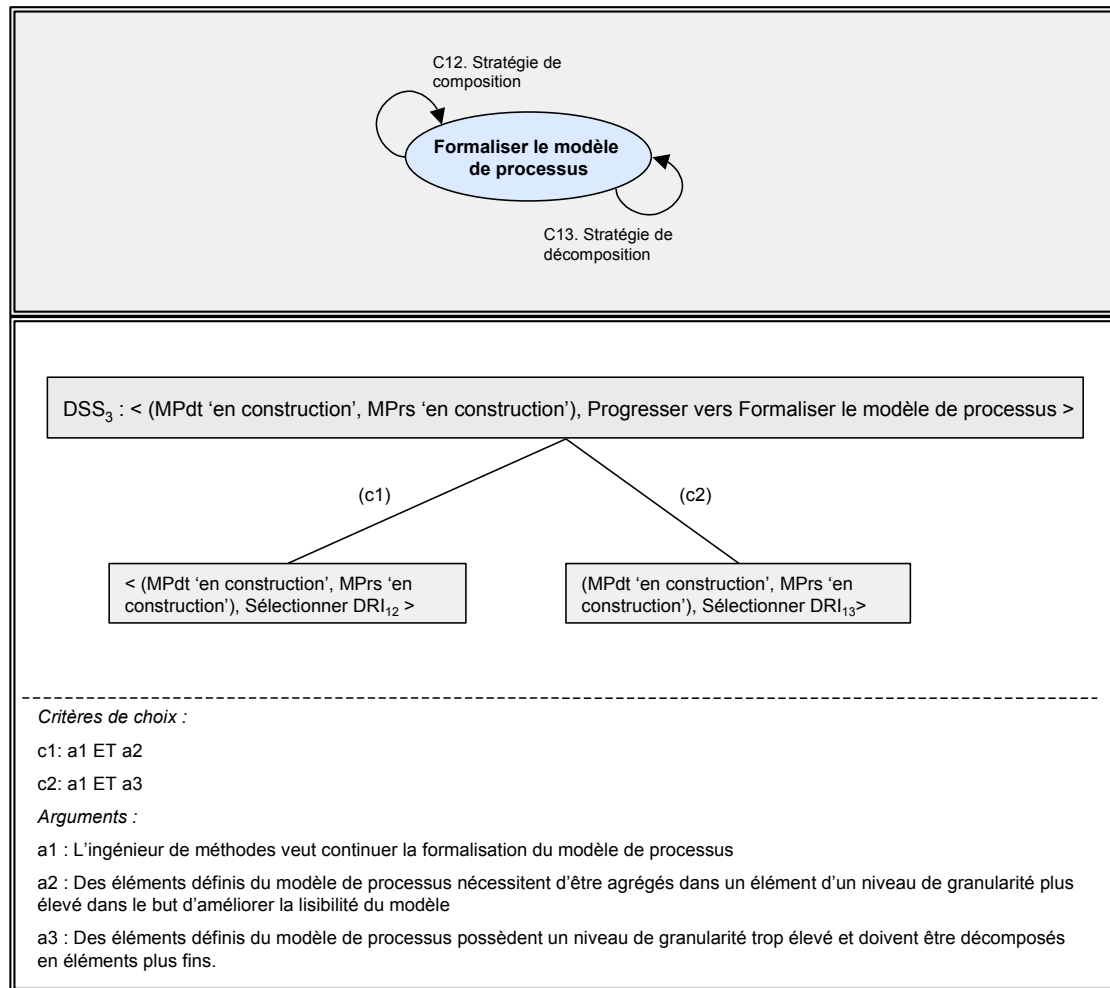 C12. Stratégie de
composition
Formaliser le modèle
de processus
C13. Stratégie de
décomposition
DSS3 : < (MPdt ‘en construction’, MPrs ‘en construction’), Progresser vers Formaliser le modèle de processus >
(c1)
(c2)
< (MPdt ‘en construction’, MPrs ‘en
construction’), Sélectionner DRI12 >
(MPdt ‘en construction’, MPrs ‘en
construction’), Sélectionner DRI13>
Critères de choix :
c1: a1 ET a2
c2: a1 ET a3
Arguments :
a1 : L’ingénieur de méthodes veut continuer la formalisation du modèle de processus
a2 : Des éléments définis du modèle de processus nécessitent d’être agrégés dans un élément d’un niveau de granularité plus
élevé dans le but d’améliorer la lisibilité du modèle
a3 : Des éléments définis du modèle de processus possèdent un niveau de granularité trop élevé et doivent être décomposés
en éléments plus fins.